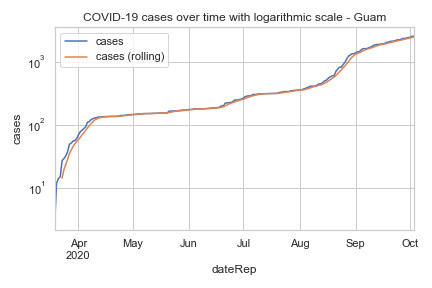 COVID-19 cases over time with logarithmic scale - Guam
cases
cases (rolling)
10³
10²
10¹
cases
Apr
2020
May
Jun
Jul
Aug
Sep
Oct
dateRep